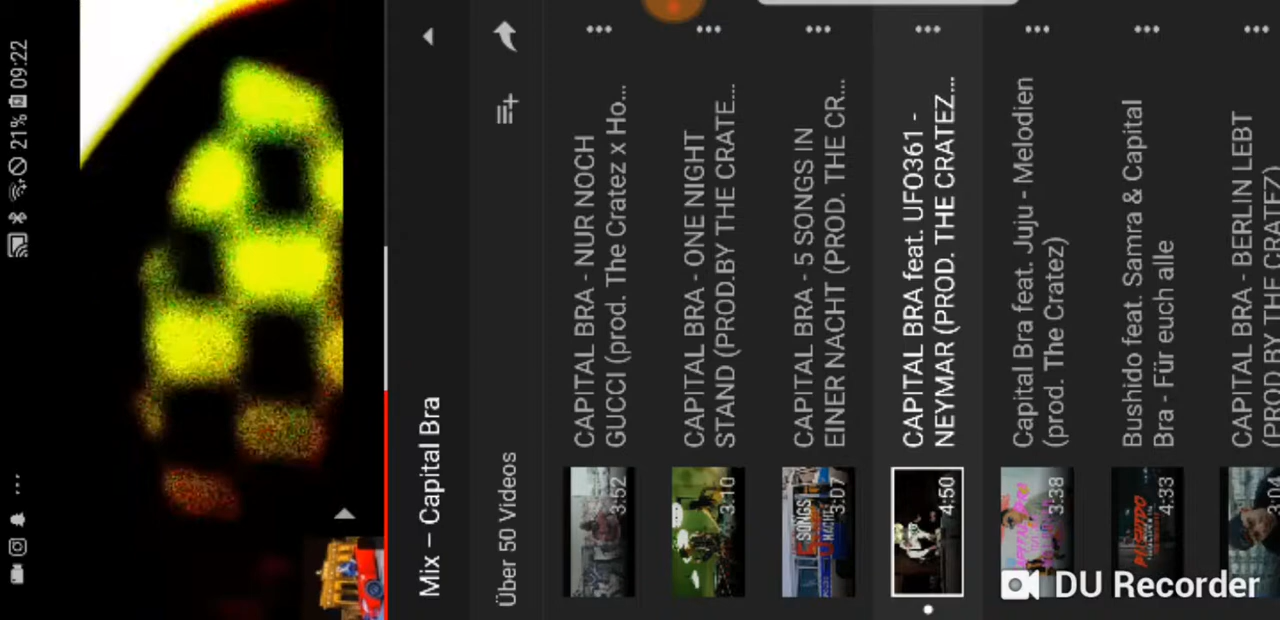 21% 09:22
Mix – Capital Bra
Über 50 Videos
CAPITAL BRA - NUR NOCH
GUCCI (prod. The Cratez x Ho...
3:52
CAPITAL BRA - ONE NIGHT
STAND (PROD.BY THE CRATE...
3:10
CAPITAL BRA - 5 SONGS IN
EINER NACHT (PROD. THE CR...
5 SONGS
NACHT
3:07
CAPITAL BRA feat. UFO361 -
NEYMAR (PROD. THE CRATEZ...
4:50
Capital Bra feat. Juju - Melodien
(prod. The Cratez)
3:38
Bushido feat. Samra & Capital
Bra - Für euch alle
4:33
CAPITAL BRA - BERLIN LEBT
(PROD.BY THE CRATEZ)
3:04
DU Recorder